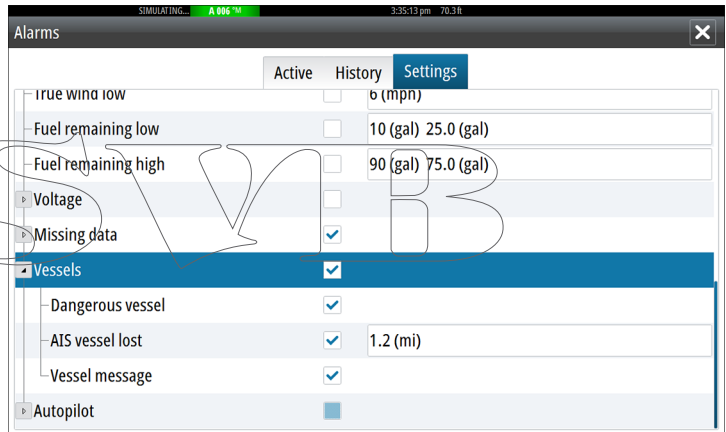 SIMULATING... A 006 °M 3:35:13 pm 70.3 ft
Alarms
Active History Settings
True wind low 6 (mph)
Fuel remaining low 10 (gal) 25.0 (gal)
Fuel remaining high 90 (gal) 75.0 (gal)
Voltage
Missing data
Vessels
Dangerous vessel
AIS vessel lost 1.2 (mi)
Vessel message
Autopilot
SVB